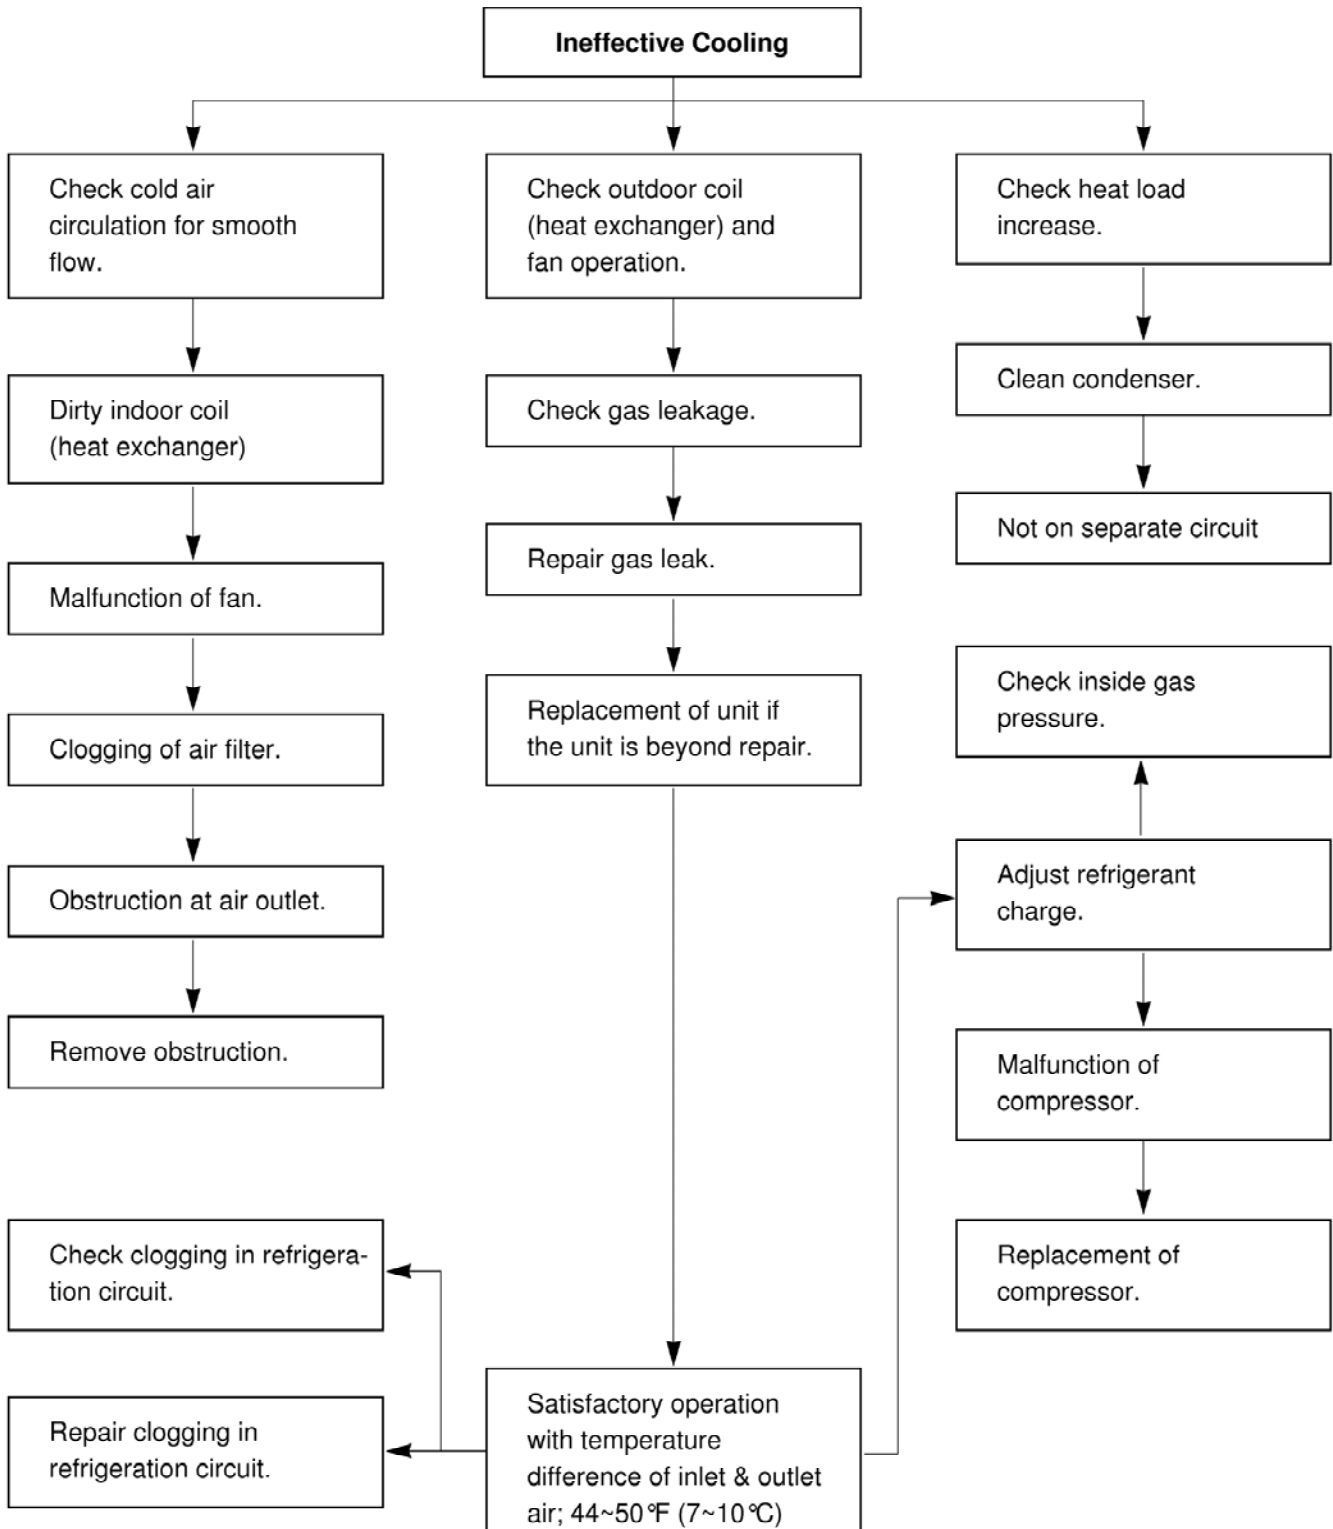 Ineffective Cooling
Check cold air
circulation for smooth
flow.
Dirty indoor coil
(heat exchanger)
Malfunction of fan.
Clogging of air filter.
Obstruction at air outlet.
Remove obstruction.
Check clogging in refrigera-
tion circuit.
Repair clogging in
refrigeration circuit.
Check outdoor coil
(heat exchanger) and
fan operation.
Check gas leakage.
Repair gas leak.
Replacement of unit if
the unit is beyond repair.
Satisfactory operation
with temperature
difference of inlet & outlet
air; 44~50°F (7~10°C)
Check heat load
increase.
Clean condenser.
Not on separate circuit
Check inside gas
pressure.
Adjust refrigerant
charge.
Malfunction of
compressor.
Replacement of
compressor.